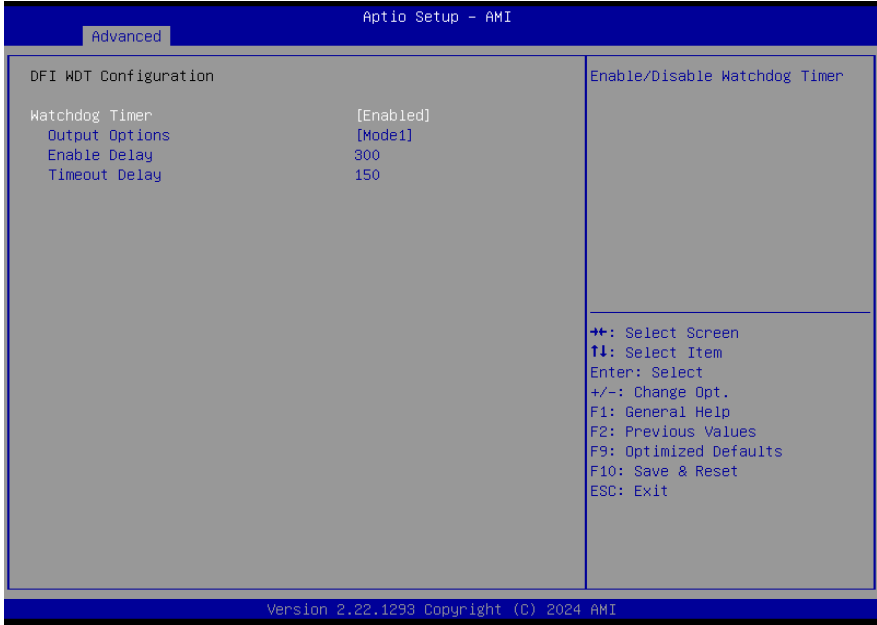 Aptio Setup – AMI
Advanced
DFI WDT Configuration
Watchdog Timer [Enabled]
Output Options [Mode1]
Enable Delay 300
Timeout Delay 150
Enable/Disable Watchdog Timer
→←: Select Screen
↑↓: Select Item
Enter: Select
+/-: Change Opt.
F1: General Help
F2: Previous Values
F9: Optimized Defaults
F10: Save & Reset
ESC: Exit
Version 2.22.1293 Copyright (C) 2024 AMI